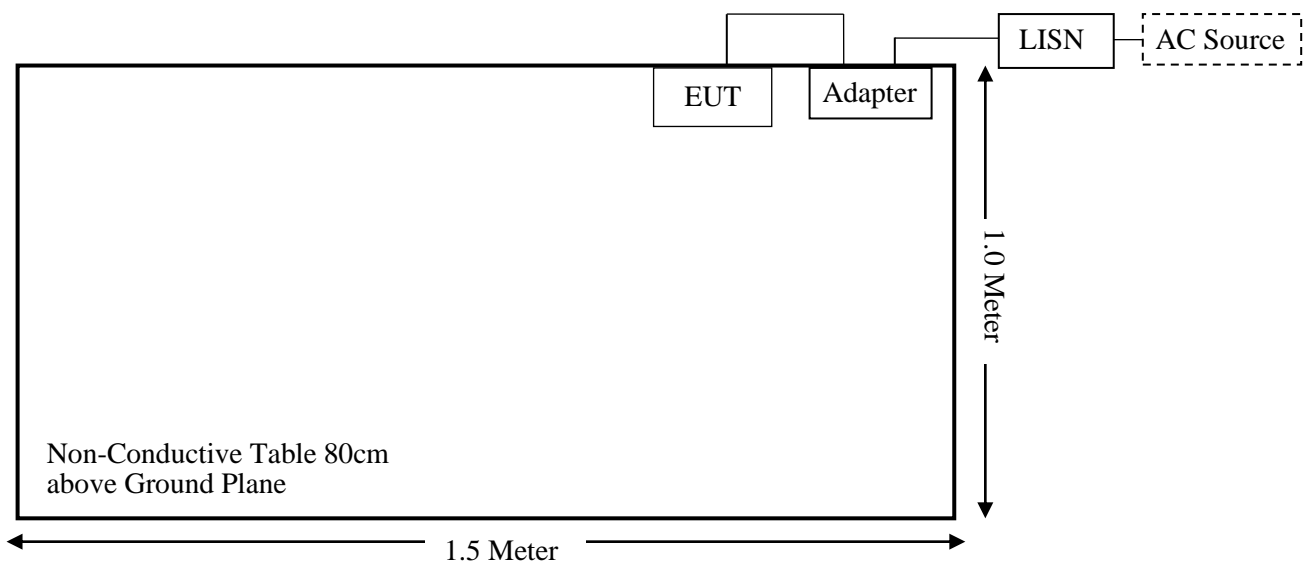 LISN
AC Source
EUT
Adapter
1.0 Meter
Non-Conductive Table 80cm
above Ground Plane
1.5 Meter